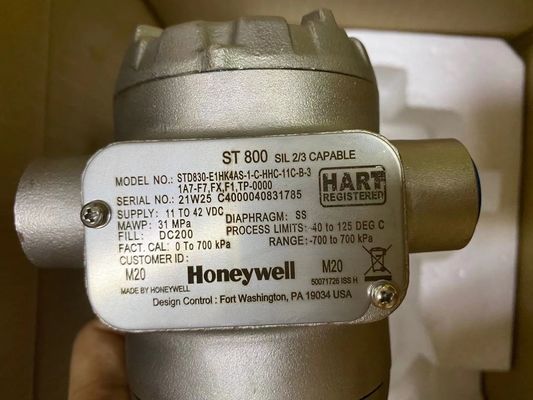 ST 800 SIL 2/3 CAPABLE
MODEL NO.: STD830-E1HK4AS-1-C-HHC-11C-B-3
1A7-F7,FX,F1,TP-0000
SERIAL NO.: 21W25 C4000040831785
HART
REGISTERED
SUPPLY: 11 TO 42 VDC
DIAPHRAGM: SS
MAWP: 31 MPa
PROCESS LIMITS: -40 to 125 DEG C
FILL: DC200
RANGE: -700 to 700 kPa
FACT. CAL: 0 To 700 kPa
CUSTOMER ID:
M20 Honeywell M20
MADE BY HONEYWELL
50071726 ISS H
Design Control: Fort Washington, PA 19034 USA